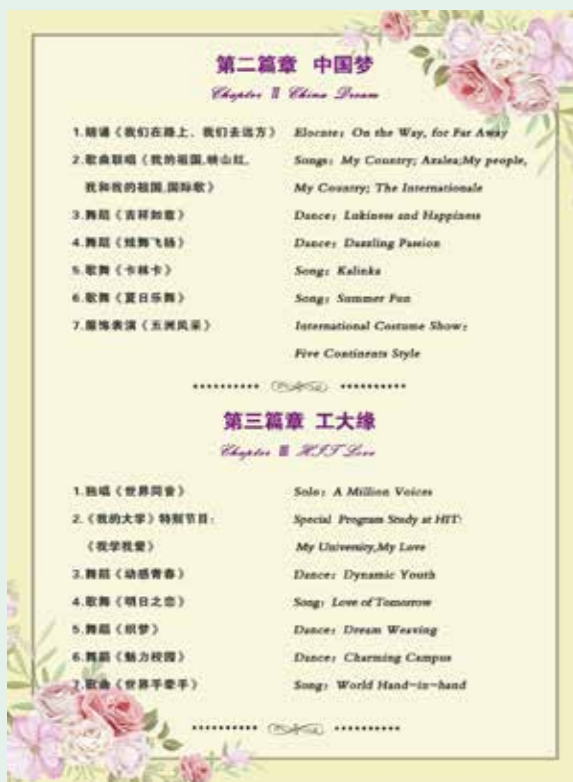 第二篇章 中国梦
Chapter Ⅱ China Dream
1.朗诵《我们在路上，我们去远方》 Elocute: On the Way, for Far Away
2.歌曲联唱《我的祖国,映山红, Songs: My Country; Azalea;My people,
我和我的祖国,国际歌》 My Country; The Internationale
3.舞蹈《吉祥如意》 Dance: Lukiness and Happiness
4.舞蹈《炫舞飞扬》 Dance: Dazzling Passion
5.歌舞《卡林卡》 Song: Kalinka
6.歌舞《夏日乐舞》 Song: Summer Fun
7.服饰表演《五洲风采》 International Costume Show:
Five Continents Style
第三篇章 工大缘
Chapter Ⅲ HIT Love
1.独唱《世界同音》 Solo: A Million Voices
2.《我的大学》特别节目: Special Program Study at HIT:
《我学我爱》 My University,My Love
3.舞蹈《动感青春》 Dance: Dynamic Youth
4.歌舞《明日之恋》 Song: Love of Tomorrow
5.舞蹈《织梦》 Dance: Dream Weaving
6.舞蹈《魅力校园》 Dance: Charming Campus
7.歌曲《世界手牵手》 Song: World Hand-in-hand